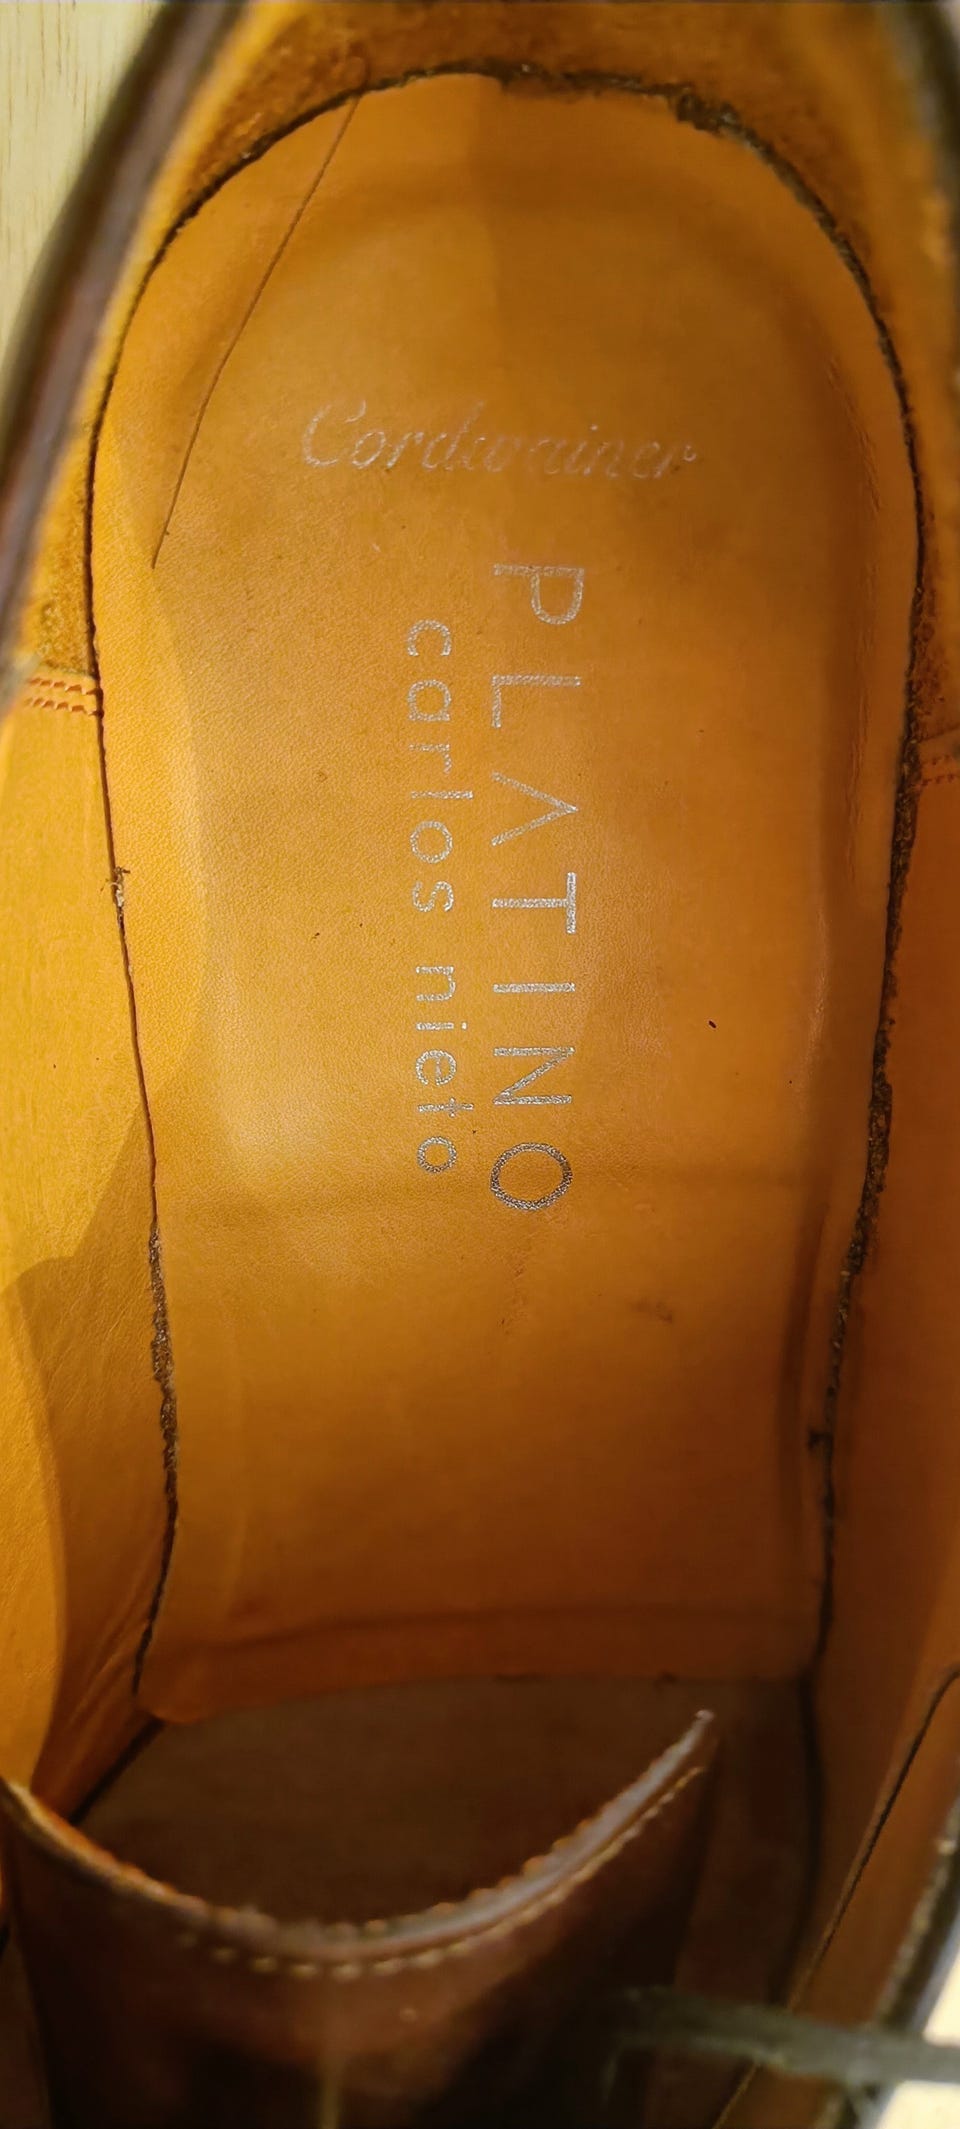 Cordwainer
PLATINO
carlos nieto